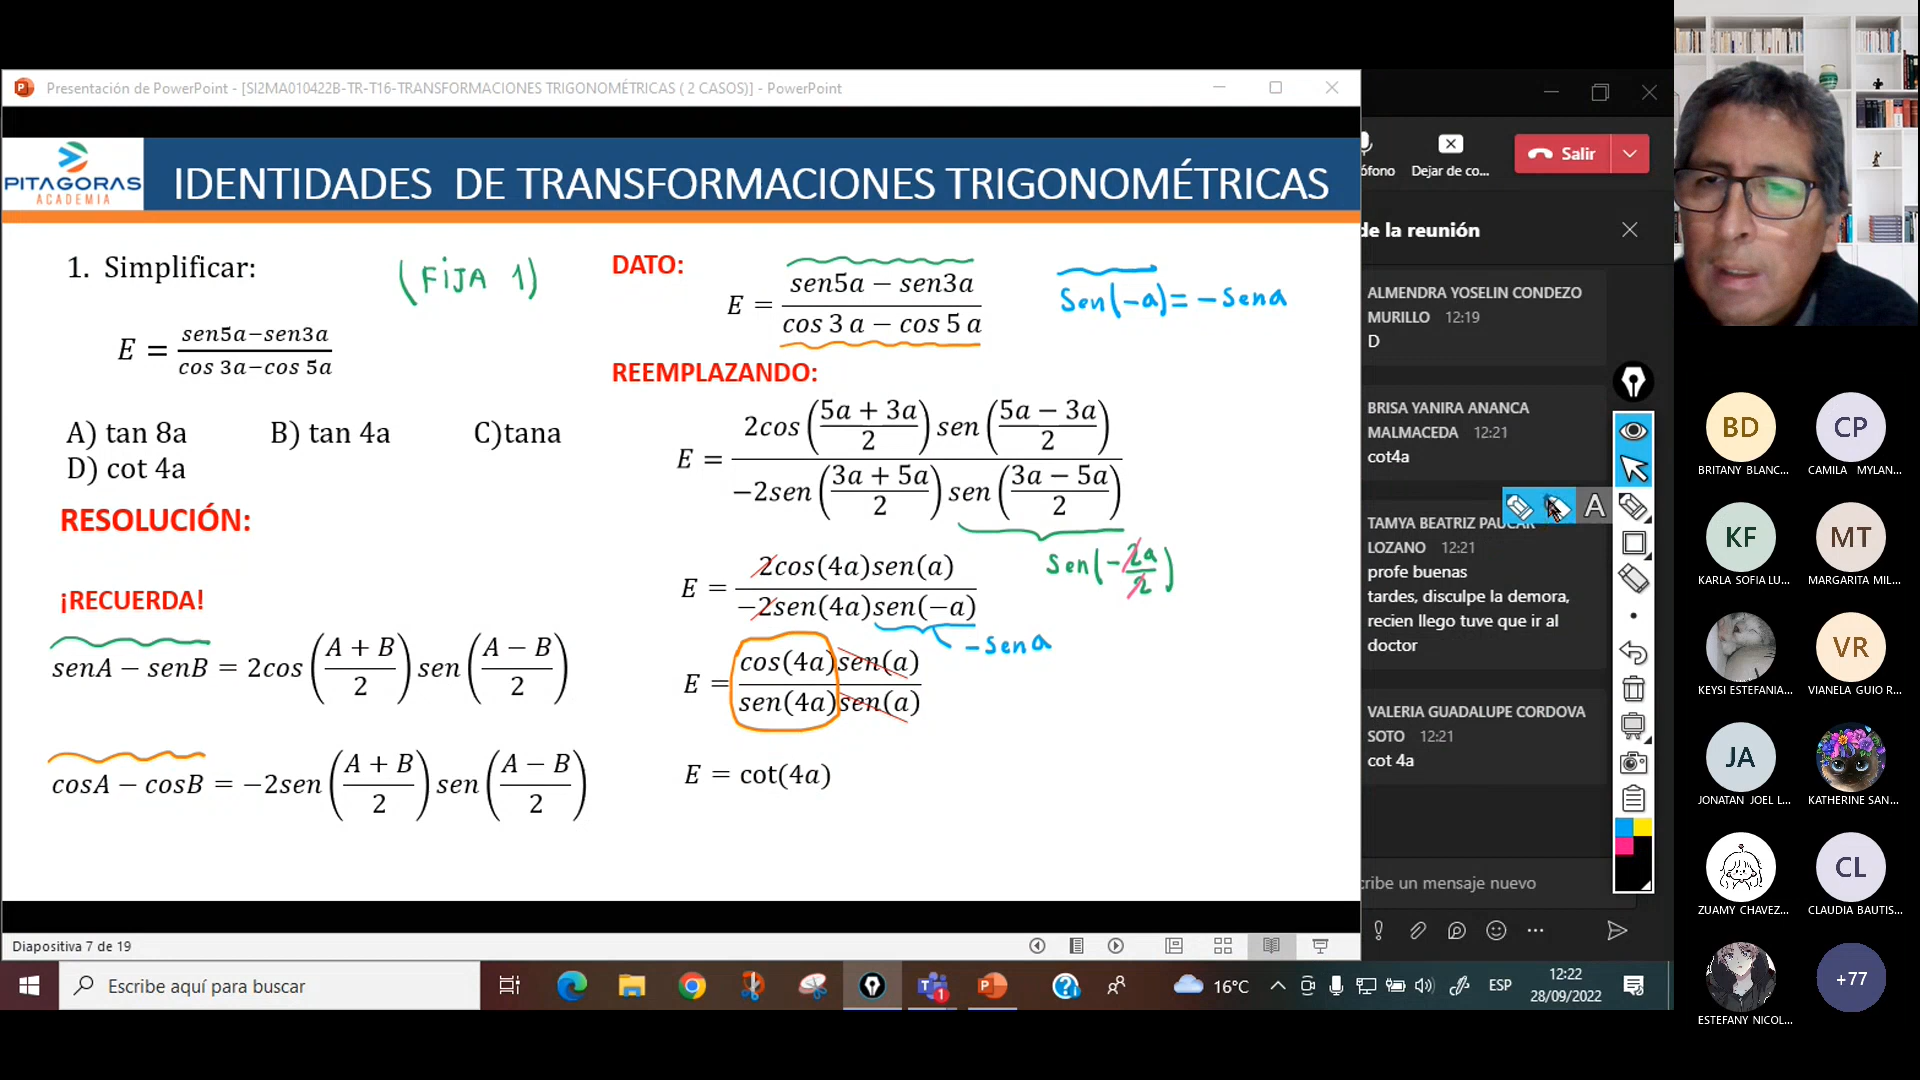 Presentación de PowerPoint - [SI2MA010422B-TR-T16-TRANSFORMACIONES TRIGONOMÉTRICAS ( 2 CASOS)] - PowerPoint
PITAGORAS
ACADEMIA
IDENTIDADES DE TRANSFORMACIONES TRIGONOMÉTRICAS
1. Simplificar:
(FIJA 1)
E = (sen5a−sen3a)/(cos 3a−cos 5a)
A) tan 8a B) tan 4a C)tana
D) cot 4a
RESOLUCIÓN:
¡RECUERDA!
senA − senB = 2cos((A + B)/2) sen((A − B)/2)
cosA − cosB = −2sen((A + B)/2) sen((A − B)/2)
DATO:
E = (sen5a − sen3a)/(cos 3 a − cos 5 a)
Sen(−a) = −sena
REEMPLAZANDO:
E = (2cos((5a + 3a)/2) sen((5a − 3a)/2))/(−2sen((3a + 5a)/2) sen((3a − 5a)/2))
Sen(−2a/2)
E = (2cos(4a)sen(a))/(−2sen(4a)sen(−a))
−sena
E = (cos(4a)sen(a))/(sen(4a)sen(a))
E = cot(4a)
Diapositiva 7 de 19
ófono
Dejar de co...
Salir
de la reunión
ALMENDRA YOSELIN CONDEZO
MURILLO 12:19
D
BRISA YANIRA ANANCA
MALMACEDA 12:21
cot4a
A
TAMYA BEATRIZ PAUCAR
LOZANO 12:21
profe buenas
tardes, disculpe la demora,
recien llego tuve que ir al
doctor
VALERIA GUADALUPE CORDOVA
SOTO 12:21
cot 4a
cribe un mensaje nuevo
BD
BRITANY BLANC...
CP
CAMILA MYLAN...
KF
KARLA SOFIA LU...
MT
MARGARITA MIL...
KEYSI ESTEFANIA...
VR
VIANELA GUIO R...
JA
JONATAN JOEL L...
KATHERINE SAN...
ZUAMY CHAVEZ...
CL
CLAUDIA BAUTIS...
ESTEFANY NICOL...
+77
Escribe aquí para buscar
1
16°C
ESP
12:22
28/09/2022